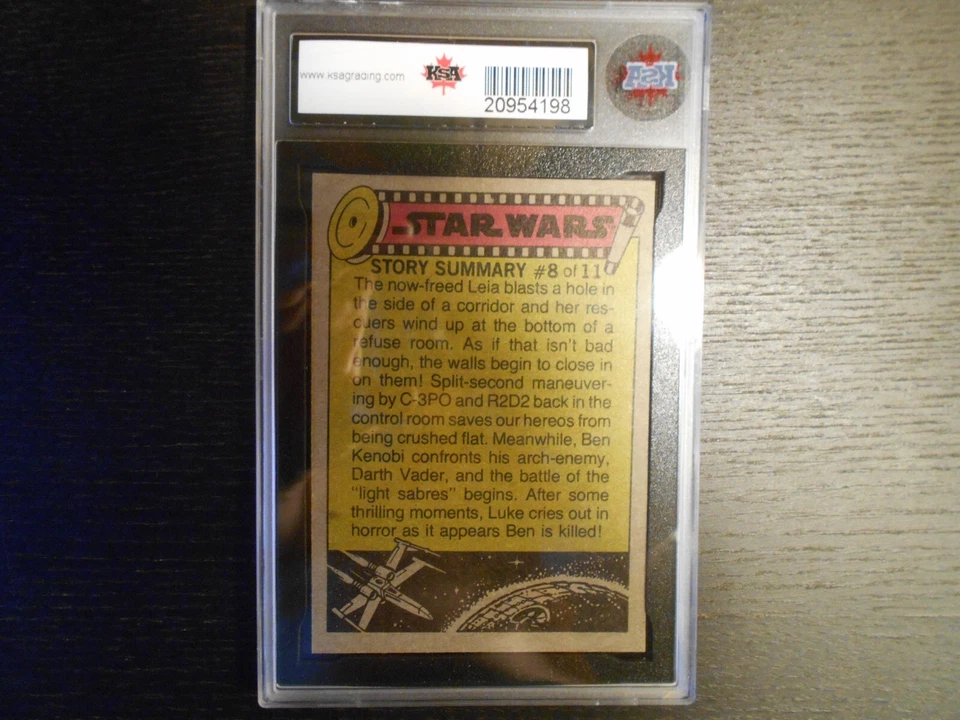 www.ksagrading.com
KSA
20954198
KSA
STAR WARS
STORY SUMMARY #8 of 11
The now-freed Leia blasts a hole in
the side of a corridor and her res-
cuers wind up at the bottom of a
refuse room. As if that isn't bad
enough, the walls begin to close in
on them! Split-second maneuver-
ing by C-3PO and R2D2 back in the
control room saves our hereos from
being crushed flat. Meanwhile, Ben
Kenobi confronts his arch-enemy,
Darth Vader, and the battle of the
"light sabres" begins. After some
thrilling moments, Luke cries out in
horror as it appears Ben is killed!